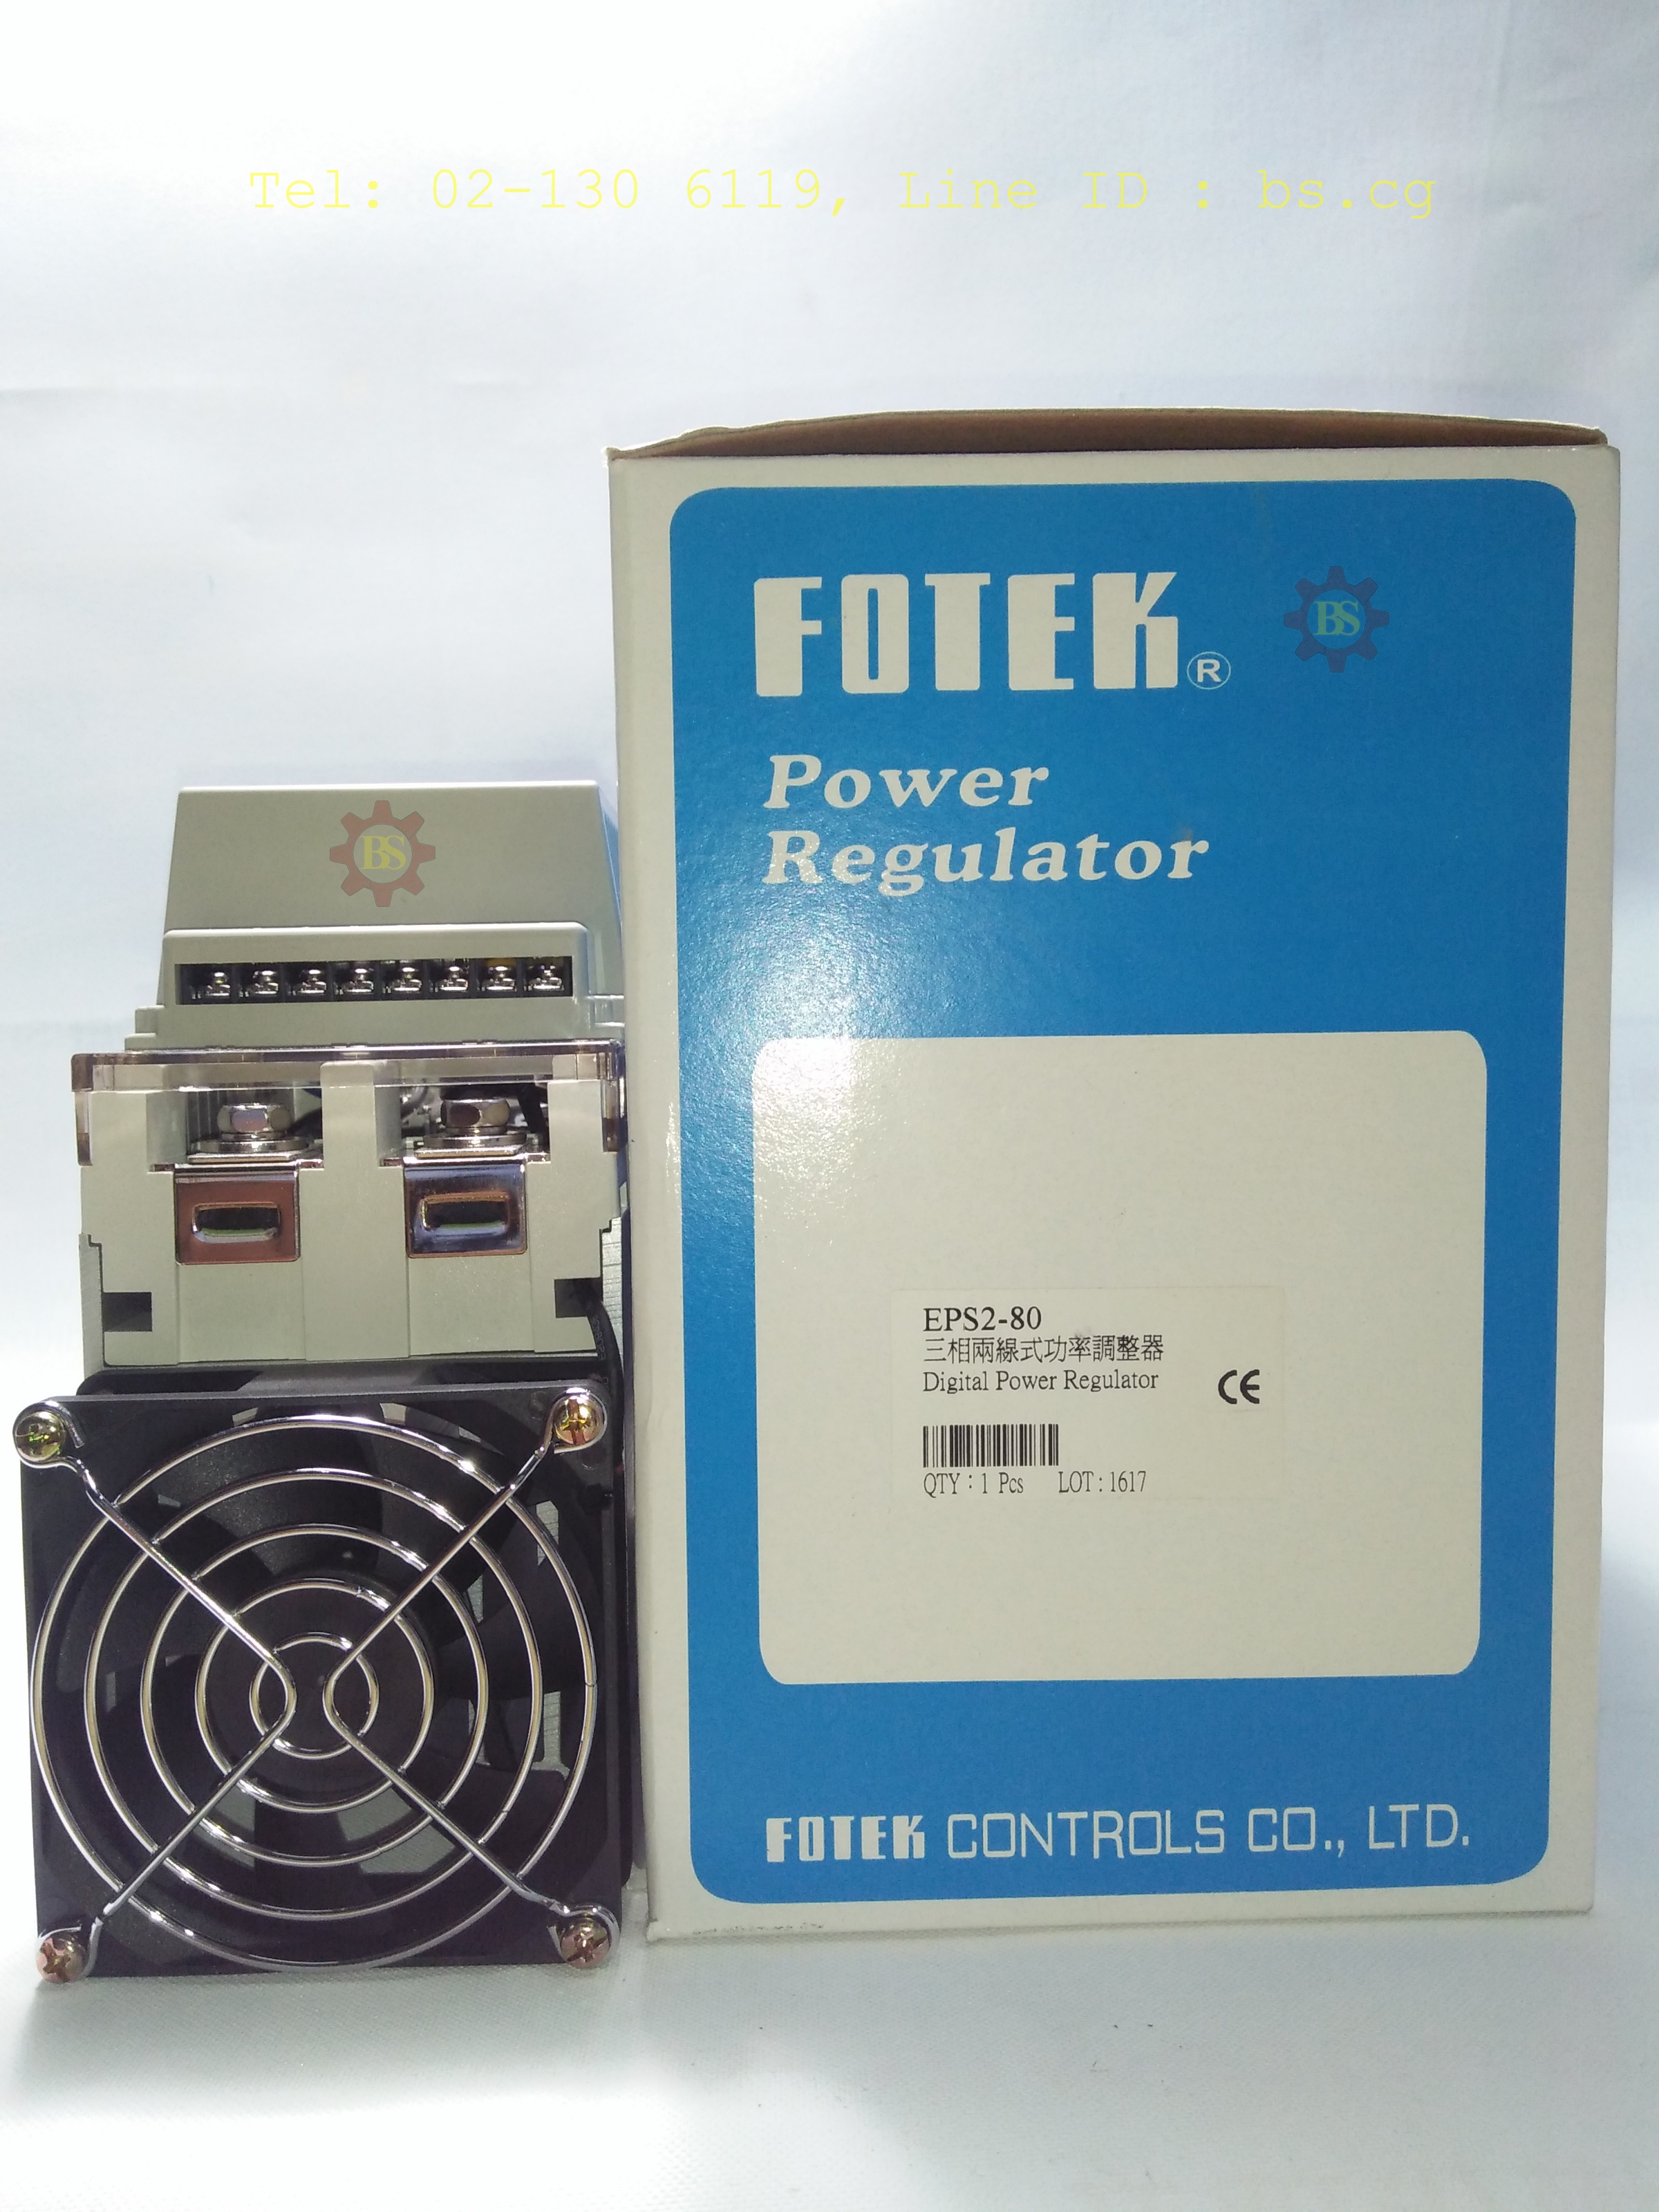 Tel: 02-130 6119, Line ID : bs.cg
FOTEK®
BS
Power
Regulator
BS
EPS2-80
三相兩線式功率調整器
Digital Power Regulator
CE
QTY：1 Pcs LOT : 1617
FOTEK CONTROLS CO., LTD.